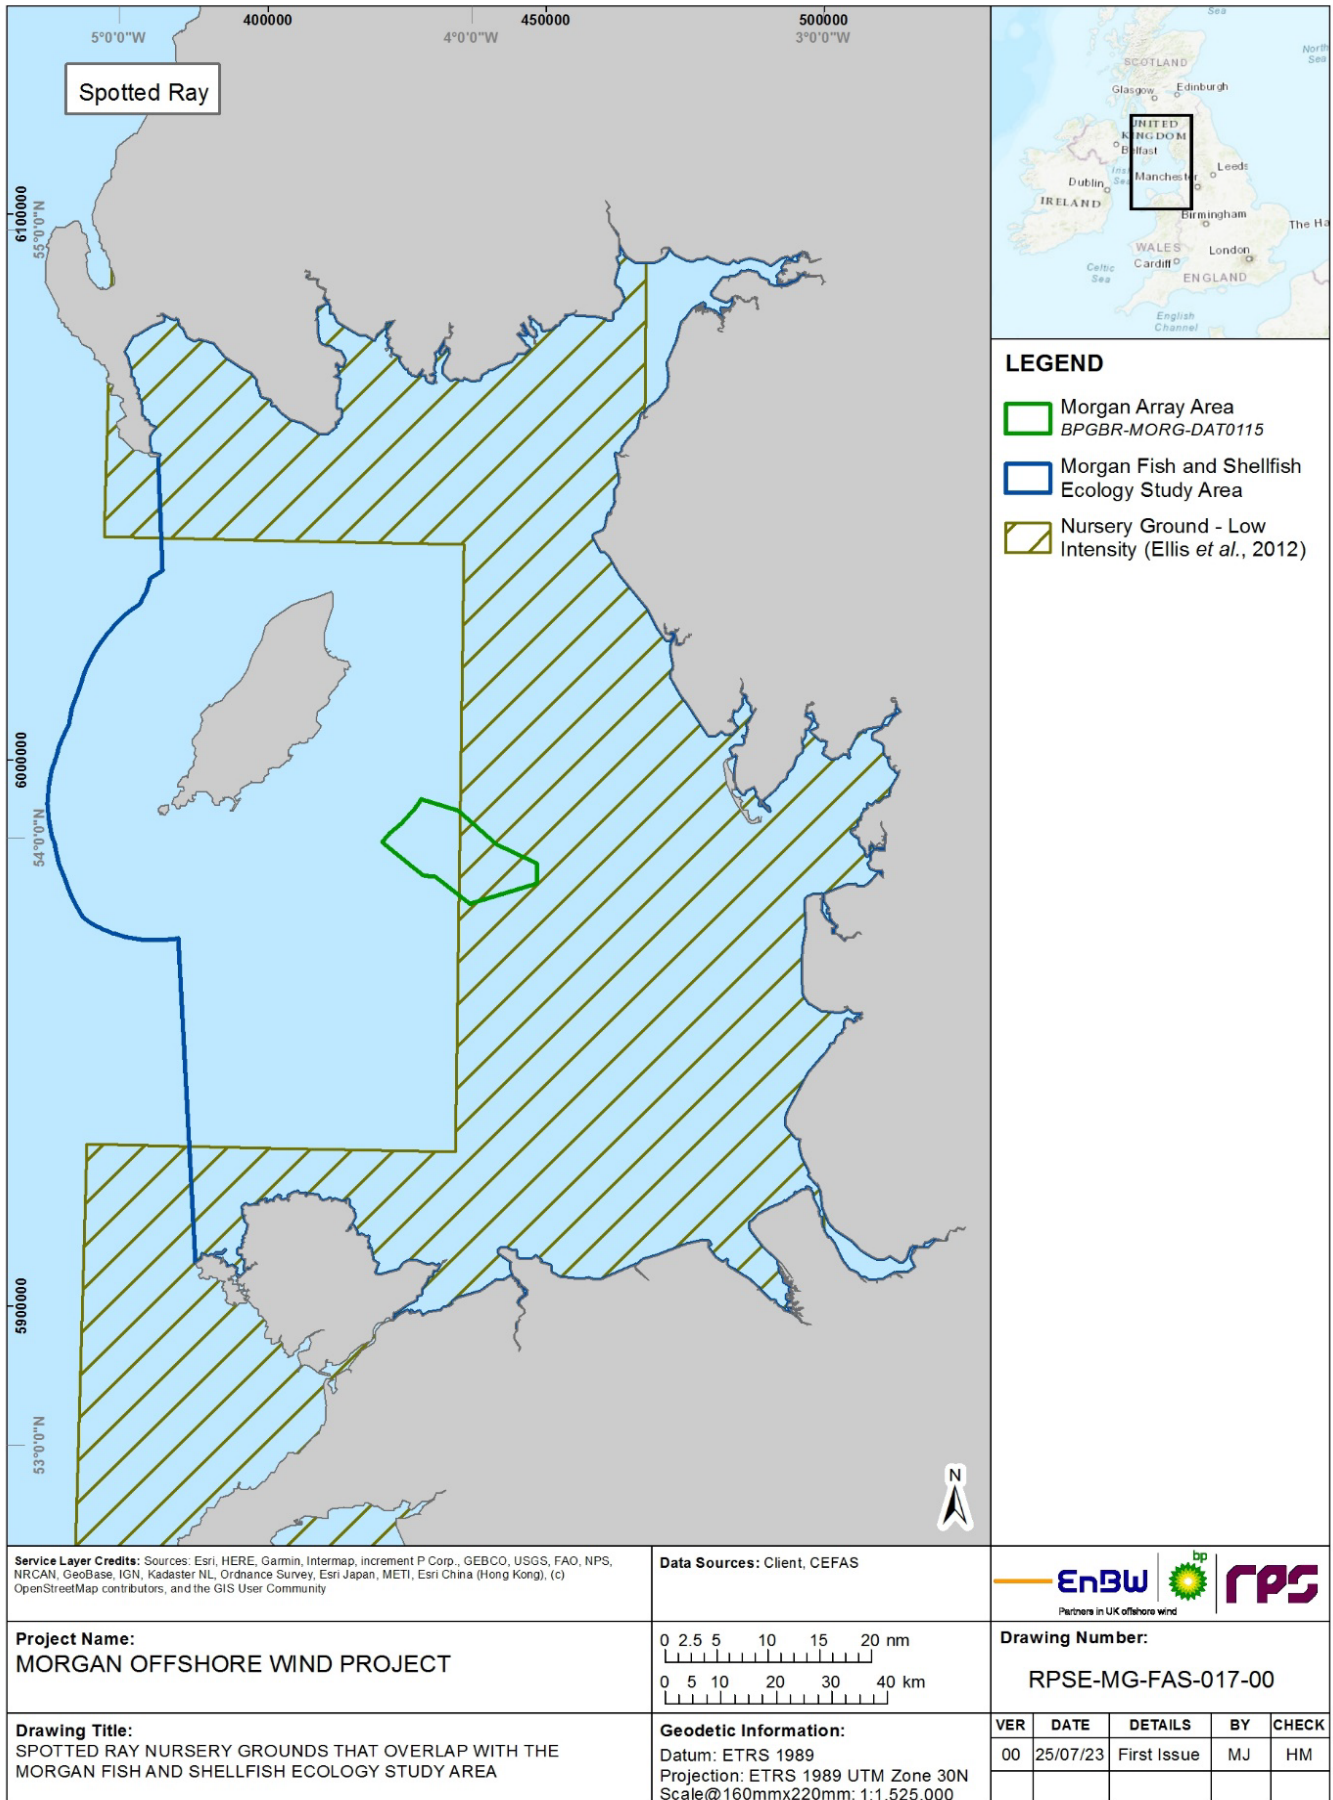 400000
450000
500000
5°0'0"W
4°0'0"W
3°0'0"W
Spotted Ray
6100000
55°0'0"N
6000000
54°0'0"N
5900000
53°0'0"N
N
Sea
North
Sea
SCOTLAND
Glasgow
Edinburgh
UNITED
KINGDOM
Belfast
Irish
Sea
Leeds
Manchester
Dublin
IRELAND
Birmingham
The Ha
WALES
London
Cardiff
Celtic
Sea
ENGLAND
English
Channel
LEGEND
Morgan Array Area
BPGBR-MORG-DAT0115
Morgan Fish and Shellfish
Ecology Study Area
Nursery Ground - Low
Intensity (Ellis et al., 2012)
Service Layer Credits: Sources: Esri, HERE, Garmin, Intermap, increment P Corp., GEBCO, USGS, FAO, NPS,
NRCAN, GeoBase, IGN, Kadaster NL, Ordnance Survey, Esri Japan, METI, Esri China (Hong Kong), (c)
OpenStreetMap contributors, and the GIS User Community
Data Sources: Client, CEFAS
EnBW
bp
rps
Partners in UK offshore wind
Project Name:
MORGAN OFFSHORE WIND PROJECT
0 2.5 5 10 15 20 nm
0 5 10 20 30 40 km
Drawing Number:
RPSE-MG-FAS-017-00
Drawing Title:
SPOTTED RAY NURSERY GROUNDS THAT OVERLAP WITH THE
MORGAN FISH AND SHELLFISH ECOLOGY STUDY AREA
Geodetic Information:
Datum: ETRS 1989
Projection: ETRS 1989 UTM Zone 30N
Scale@160mmx220mm: 1:1,525,000
VER DATE DETAILS BY CHECK
00 25/07/23 First Issue MJ HM